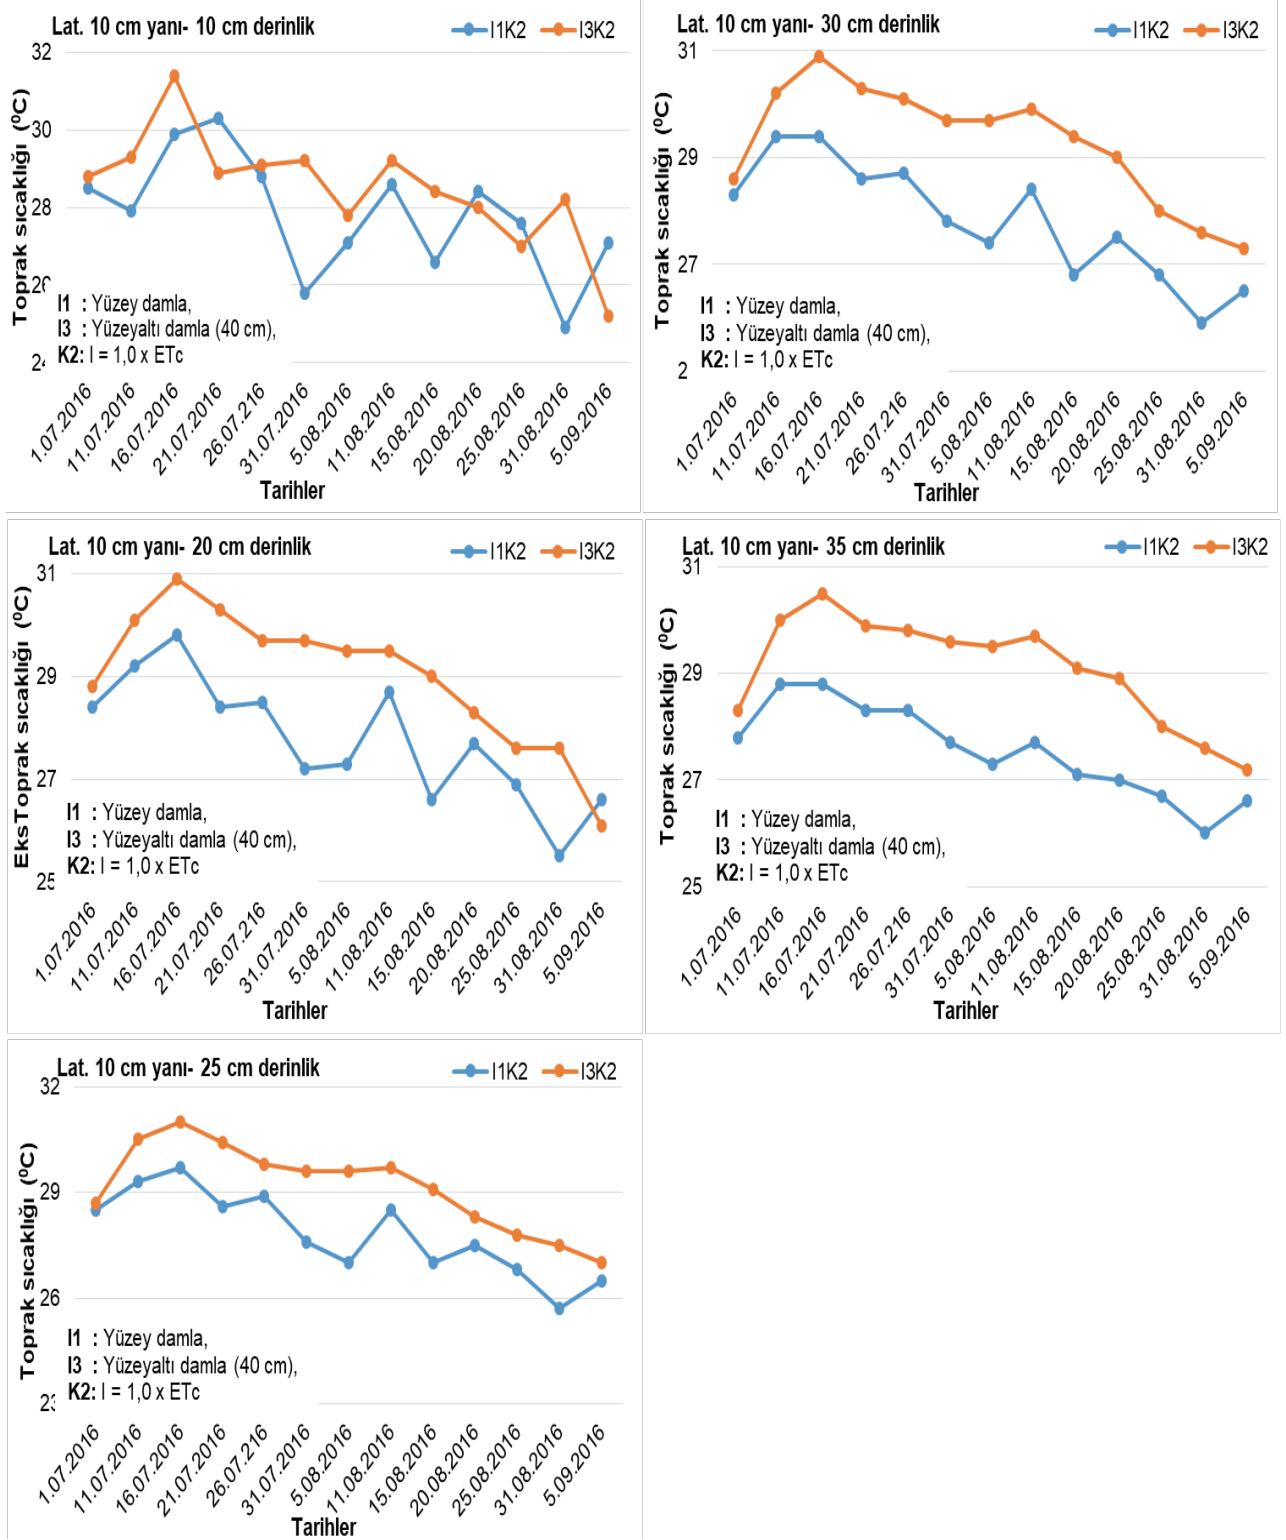 Lat. 10 cm yanı- 10 cm derinlik
I1K2 I3K2
Toprak sıcaklığı (⁰C)
32
30
28
26
24
I1 : Yüzey damla,
I3 : Yüzeyaltı damla (40 cm),
K2: I = 1,0 x ETc
1.07.2016
11.07.2016
16.07.2016
21.07.2016
26.07.216
31.07.2016
5.08.2016
11.08.2016
15.08.2016
20.08.2016
25.08.2016
31.08.2016
5.09.2016
Tarihler
Lat. 10 cm yanı- 30 cm derinlik
I1K2 I3K2
Toprak sıcaklığı (⁰C)
31
29
27
2
I1 : Yüzey damla,
I3 : Yüzeyaltı damla (40 cm),
K2: I = 1,0 x ETc
1.07.2016
11.07.2016
16.07.2016
21.07.2016
26.07.216
31.07.2016
5.08.2016
11.08.2016
15.08.2016
20.08.2016
25.08.2016
31.08.2016
5.09.2016
Tarihler
Lat. 10 cm yanı- 20 cm derinlik
I1K2 I3K2
EksToprak sıcaklığı (⁰C)
31
29
27
25
I1 : Yüzey damla,
I3 : Yüzeyaltı damla (40 cm),
K2: I = 1,0 x ETc
1.07.2016
11.07.2016
16.07.2016
21.07.2016
26.07.216
31.07.2016
5.08.2016
11.08.2016
15.08.2016
20.08.2016
25.08.2016
31.08.2016
5.09.2016
Tarihler
Lat. 10 cm yanı- 35 cm derinlik
I1K2 I3K2
Toprak sıcaklığı (⁰C)
31
29
27
25
I1 : Yüzey damla,
I3 : Yüzeyaltı damla (40 cm),
K2: I = 1,0 x ETc
1.07.2016
11.07.2016
16.07.2016
21.07.2016
26.07.216
31.07.2016
5.08.2016
11.08.2016
15.08.2016
20.08.2016
25.08.2016
31.08.2016
5.09.2016
Tarihler
Lat. 10 cm yanı- 25 cm derinlik
I1K2 I3K2
Toprak sıcaklığı (⁰C)
32
29
26
23
I1 : Yüzey damla,
I3 : Yüzeyaltı damla (40 cm),
K2: I = 1,0 x ETc
1.07.2016
11.07.2016
16.07.2016
21.07.2016
26.07.216
31.07.2016
5.08.2016
11.08.2016
15.08.2016
20.08.2016
25.08.2016
31.08.2016
5.09.2016
Tarihler